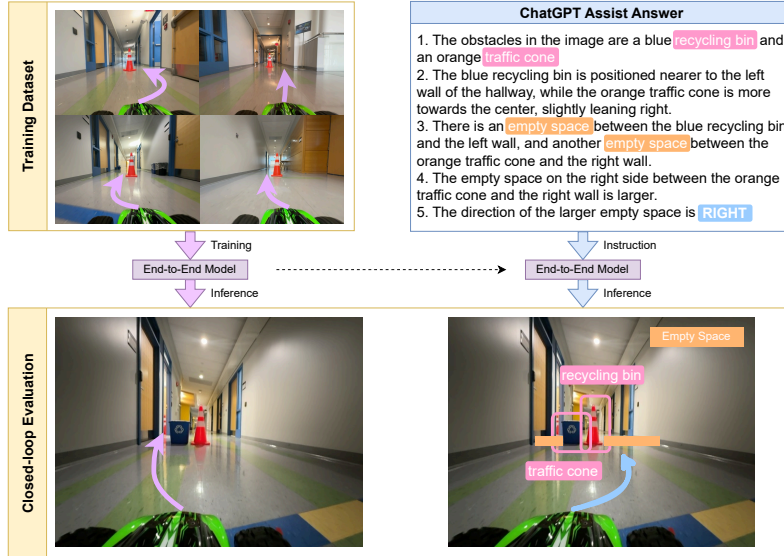 Training Dataset
ChatGPT Assist Answer
1. The obstacles in the image are a blue recycling bin and
an orange traffic cone
2. The blue recycling bin is positioned nearer to the left
wall of the hallway, while the orange traffic cone is more
towards the center, slightly leaning right.
3. There is an empty space between the blue recycling bin
and the left wall, and another empty space between the
orange traffic cone and the right wall.
4. The empty space on the right side between the orange
traffic cone and the right wall is larger.
5. The direction of the larger empty space is RIGHT
Training
Instruction
End-to-End Model
End-to-End Model
Inference
Inference
Closed-loop Evaluation
Empty Space
recycling bin
traffic cone